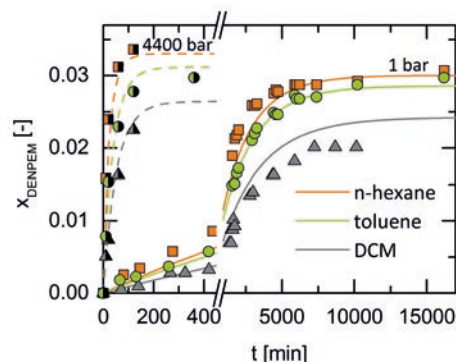 4400 bar
1 bar
0.03
0.02
0.01
0.00
x_DENPEM [-]
n-hexane
toluene
DCM
0 200 400 5000 10000 15000
t [min]